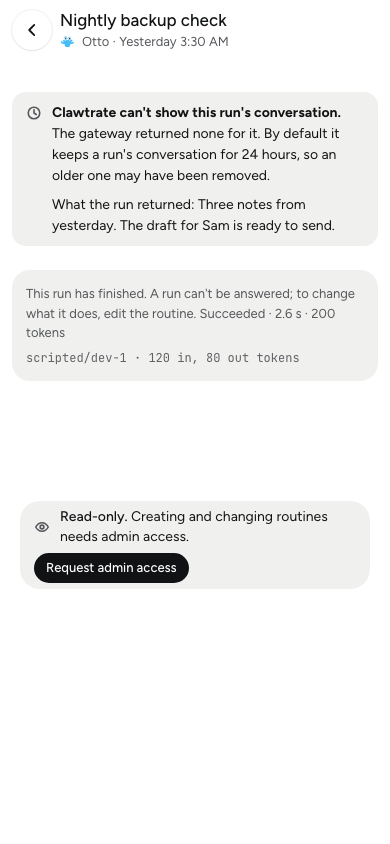 Nightly backup check
Otto · Yesterday 3:30 AM
Clawtrate can't show this run's conversation.
The gateway returned none for it. By default it
keeps a run's conversation for 24 hours, so an
older one may have been removed.
What the run returned: Three notes from
yesterday. The draft for Sam is ready to send.
This run has finished. A run can't be answered; to change
what it does, edit the routine. Succeeded · 2.6 s · 200
tokens
scripted/dev-1 · 120 in, 80 out tokens
Read-only. Creating and changing routines
needs admin access.
Request admin access